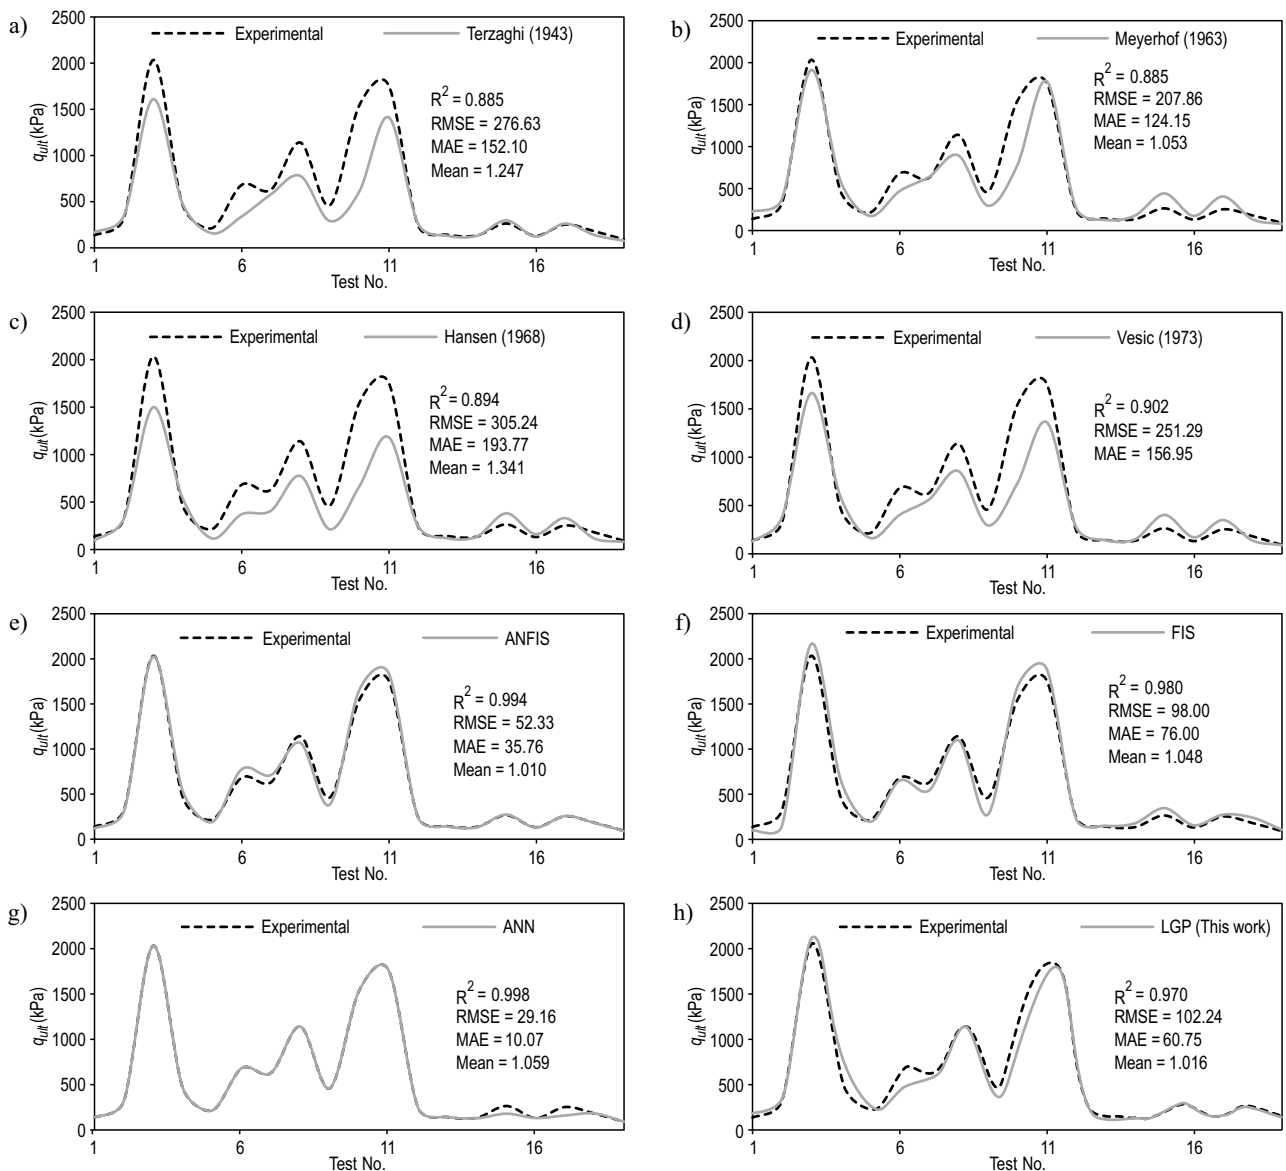 a)
Experimental
Terzaghi (1943)
R² = 0.885
RMSE = 276.63
MAE = 152.10
Mean = 1.247
2500
2000
1500
1000
500
0
q_ult (kPa)
1 6 11 16
Test No.
b)
Experimental
Meyerhof (1963)
R² = 0.885
RMSE = 207.86
MAE = 124.15
Mean = 1.053
2500
2000
1500
1000
500
0
q_ult (kPa)
1 6 11 16
Test No.
c)
Experimental
Hansen (1968)
R² = 0.894
RMSE = 305.24
MAE = 193.77
Mean = 1.341
2500
2000
1500
1000
500
0
q_ult (kPa)
1 6 11 16
Test No.
d)
Experimental
Vesic (1973)
R² = 0.902
RMSE = 251.29
MAE = 156.95
2500
2000
1500
1000
500
0
q_ult (kPa)
1 6 11 16
Test No.
e)
Experimental
ANFIS
R² = 0.994
RMSE = 52.33
MAE = 35.76
Mean = 1.010
2500
2000
1500
1000
500
0
q_ult (kPa)
1 6 11 16
Test No.
f)
Experimental
FIS
R² = 0.980
RMSE = 98.00
MAE = 76.00
Mean = 1.048
2500
2000
1500
1000
500
0
q_ult (kPa)
1 6 11 16
Test No.
g)
Experimental
ANN
R² = 0.998
RMSE = 29.16
MAE = 10.07
Mean = 1.059
2500
2000
1500
1000
500
0
q_ult (kPa)
1 6 11 16
Test No.
h)
Experimental
LGP (This work)
R² = 0.970
RMSE = 102.24
MAE = 60.75
Mean = 1.016
2500
2000
1500
1000
500
0
q_ult (kPa)
1 6 11 16
Test No.